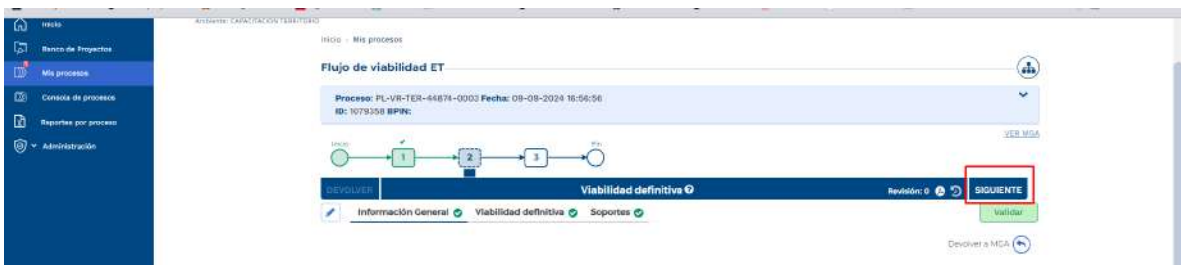 Inicio
Ambiente: CAPACITACION TERRITORIO
Banco de Proyectos
Mis procesos
Consola de procesos
Reportes por proceso
Administración
Inicio > Mis procesos
Flujo de viabilidad ET
Proceso: PL-VR-TER-44874-0003 Fecha: 09-09-2024 16:56:56
ID: 1079358 BPIN:
VER MGA
Inicio 1 2 3 Fin
DEVOLVER Viabilidad definitiva Revisión: 0 SIGUIENTE
Información General Viabilidad definitiva Soportes Validar
Devolver a MGA